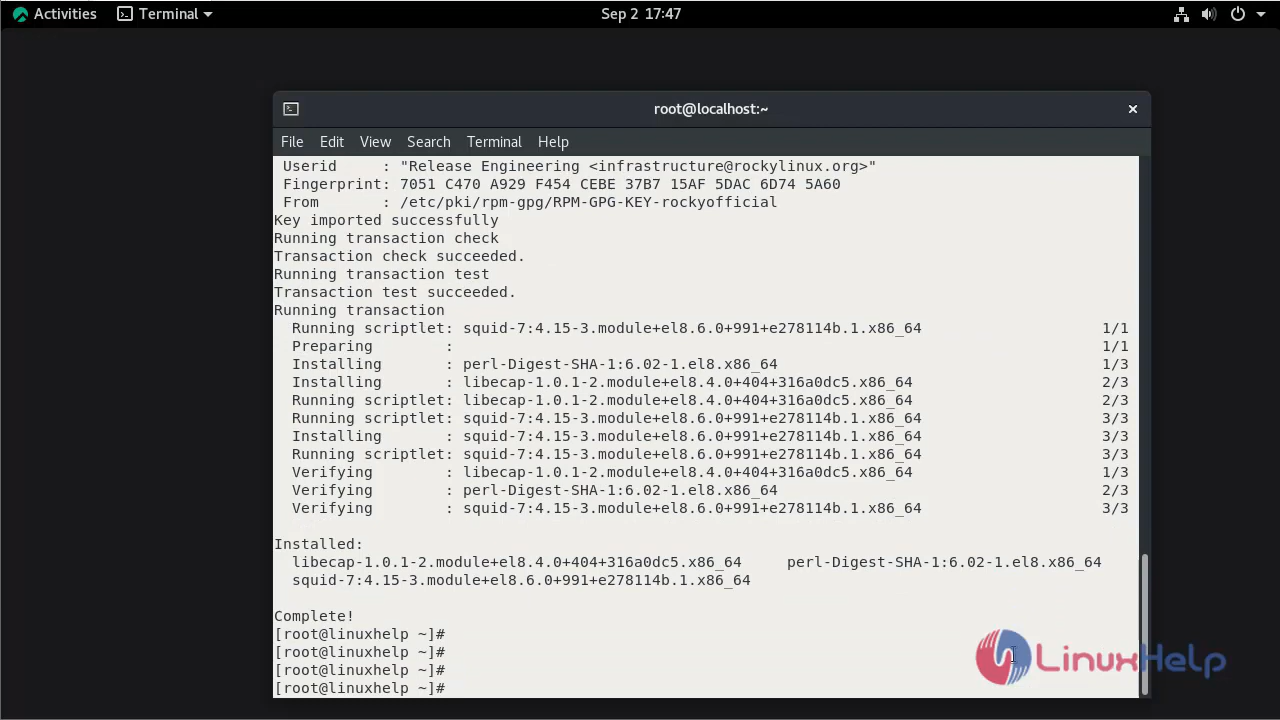 Activities Terminal Sep 2 17:47
root@localhost:~ ×
File Edit View Search Terminal Help
Userid : "Release Engineering <infrastructure@rockylinux.org>"
Fingerprint: 7051 C470 A929 F454 CEBE 37B7 15AF 5DAC 6D74 5A60
From : /etc/pki/rpm-gpg/RPM-GPG-KEY-rockyofficial
Key imported successfully
Running transaction check
Transaction check succeeded.
Running transaction test
Transaction test succeeded.
Running transaction
Running scriptlet: squid-7:4.15-3.module+el8.6.0+991+e278114b.1.x86_64 1/1
Preparing : 1/1
Installing : perl-Digest-SHA-1:6.02-1.el8.x86_64 1/3
Installing : libecap-1.0.1-2.module+el8.4.0+404+316a0dc5.x86_64 2/3
Running scriptlet: libecap-1.0.1-2.module+el8.4.0+404+316a0dc5.x86_64 2/3
Running scriptlet: squid-7:4.15-3.module+el8.6.0+991+e278114b.1.x86_64 3/3
Installing : squid-7:4.15-3.module+el8.6.0+991+e278114b.1.x86_64 3/3
Running scriptlet: squid-7:4.15-3.module+el8.6.0+991+e278114b.1.x86_64 3/3
Verifying : libecap-1.0.1-2.module+el8.4.0+404+316a0dc5.x86_64 1/3
Verifying : perl-Digest-SHA-1:6.02-1.el8.x86_64 2/3
Verifying : squid-7:4.15-3.module+el8.6.0+991+e278114b.1.x86_64 3/3
Installed:
libecap-1.0.1-2.module+el8.4.0+404+316a0dc5.x86_64 perl-Digest-SHA-1:6.02-1.el8.x86_64
squid-7:4.15-3.module+el8.6.0+991+e278114b.1.x86_64
Complete!
[root@linuxhelp ~]#
[root@linuxhelp ~]#
[root@linuxhelp ~]#
[root@linuxhelp ~]#
LinuxHelp